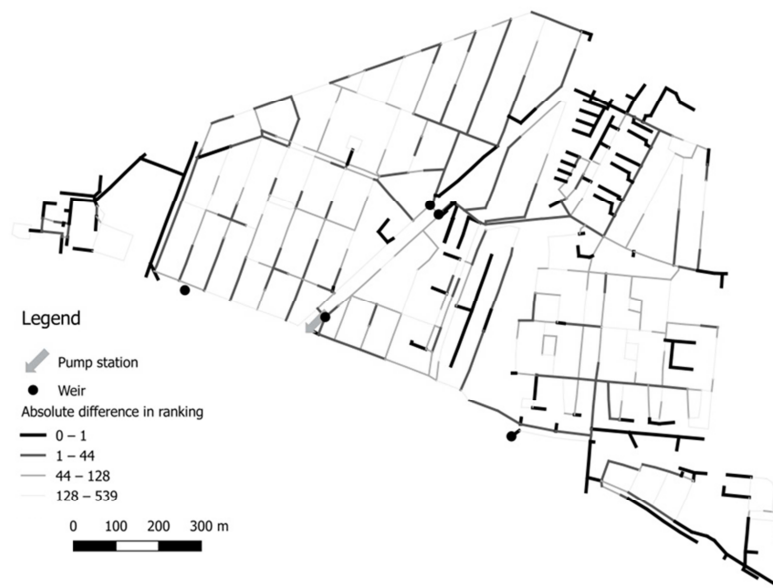 Legend
Pump station
Weir
Absolute difference in ranking
0 – 1
1 – 44
44 – 128
128 – 539
0 100 200 300 m